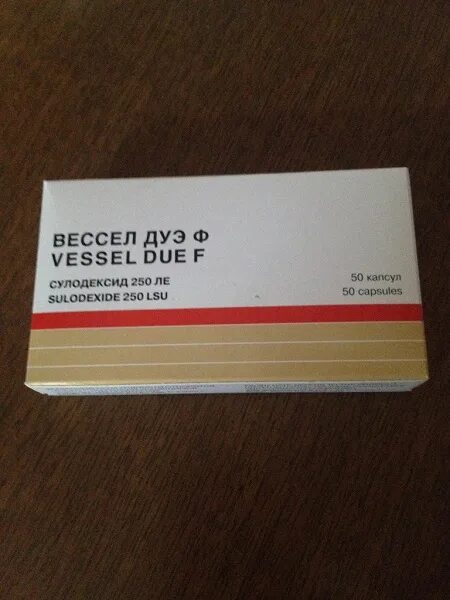 ВЕССЕЛ ДУЭ Ф
VESSEL DUE F
СУЛОДЕКСИД 250 ЛЕ
SULODEXIDE 250 LSU
50 капсул
50 capsules